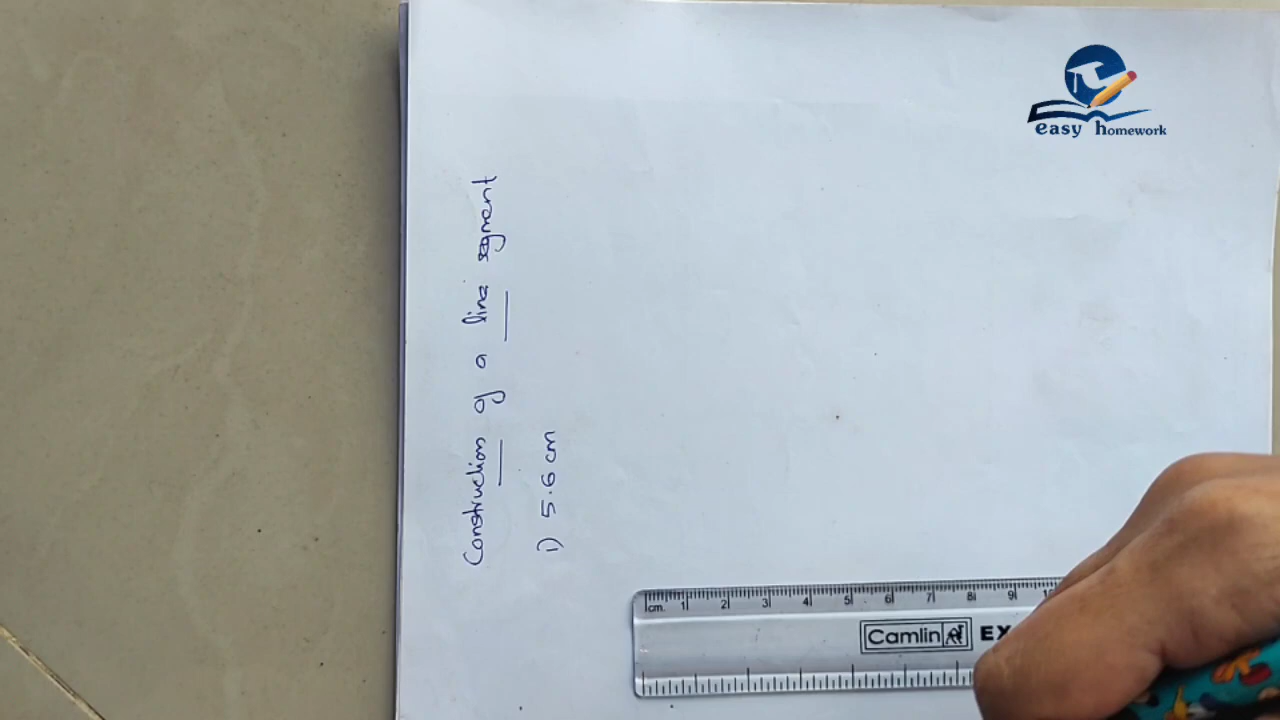 easy homework
Construction of a line segment
1) 5.6 cm
cm. 1 2 3 4 5 6 7 8 9
Camlin